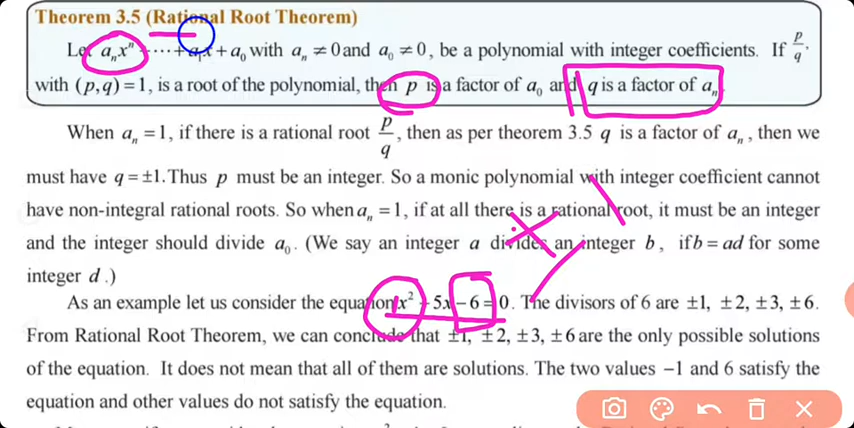 Theorem 3.5 (Rational Root Theorem)
Let aₙxⁿ + ··· + a₁x + a₀ with aₙ ≠ 0 and a₀ ≠ 0, be a polynomial with integer coefficients. If p/q,
with (p,q) = 1, is a root of the polynomial, then p is a factor of a₀ and q is a factor of aₙ.
When aₙ = 1, if there is a rational root p/q, then as per theorem 3.5 q is a factor of aₙ, then we
must have q = ±1. Thus p must be an integer. So a monic polynomial with integer coefficient cannot
have non-integral rational roots. So when aₙ = 1, if at all there is a rational root, it must be an integer
and the integer should divide a₀. (We say an integer a divides an integer b, if b = ad for some
integer d.)
As an example let us consider the equation x² − 5x − 6 = 0. The divisors of 6 are ±1, ±2, ±3, ±6.
From Rational Root Theorem, we can conclude that ±1, ±2, ±3, ±6 are the only possible solutions
of the equation. It does not mean that all of them are solutions. The two values −1 and 6 satisfy the
equation and other values do not satisfy the equation.